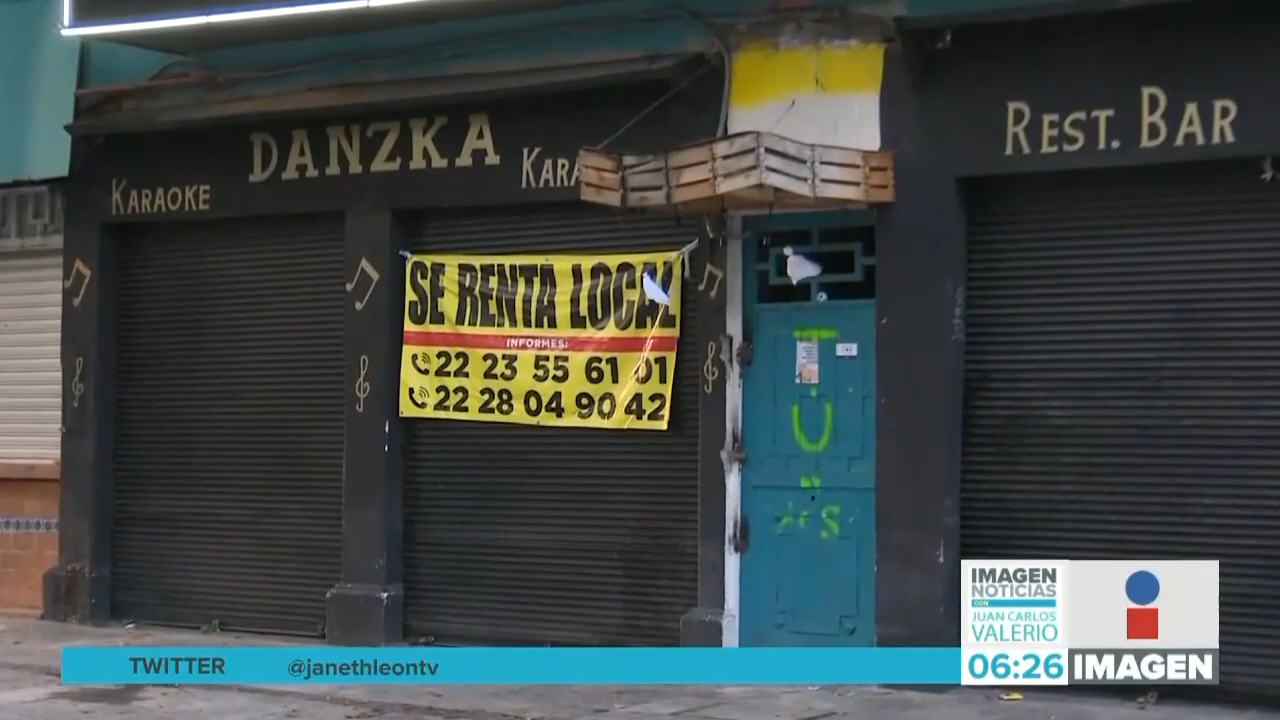 DANZKA
KARAOKE
KARA
REST. BAR
SE RENTA LOCAL
INFORMES:
22 23 55 61 01
22 28 04 90 42
IMAGEN
NOTICIAS
CON
JUAN CARLOS
VALERIO
06:26
IMAGEN
TWITTER
@janethleontv